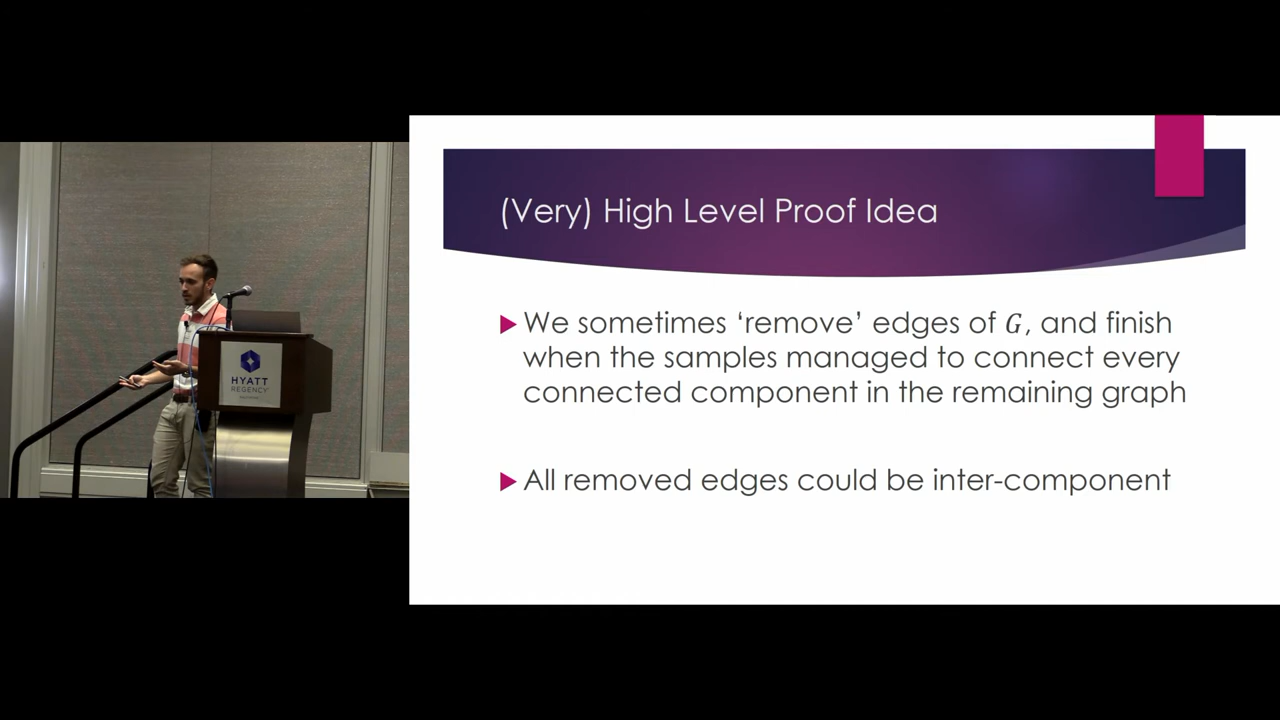 (Very) High Level Proof Idea
We sometimes ‘remove’ edges of G, and finish
when the samples managed to connect every
connected component in the remaining graph
All removed edges could be inter-component
HYATT
REGENCY